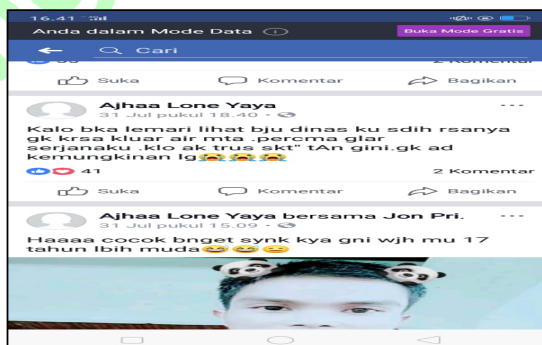 16.41
Anda dalam Mode Data
Buka Mode Gratis
Cari
2 Komentar
Suka Komentar Bagikan
Ajhaa Lone Yaya
31 Jul pukul 18.40
Kalo bka lemari lihat bju dinas ku sdih rsanya
gk krsa kluar air mta .percma glar
serjanaku .klo ak trus skt" tAn gini.gk ad
kemungkinan lg
41
2 Komentar
Suka Komentar Bagikan
Ajhaa Lone Yaya bersama Jon Pri.
31 Jul pukul 15.09
Haaaa cocok bnget synk kya gni wjh mu 17
tahun lbih muda